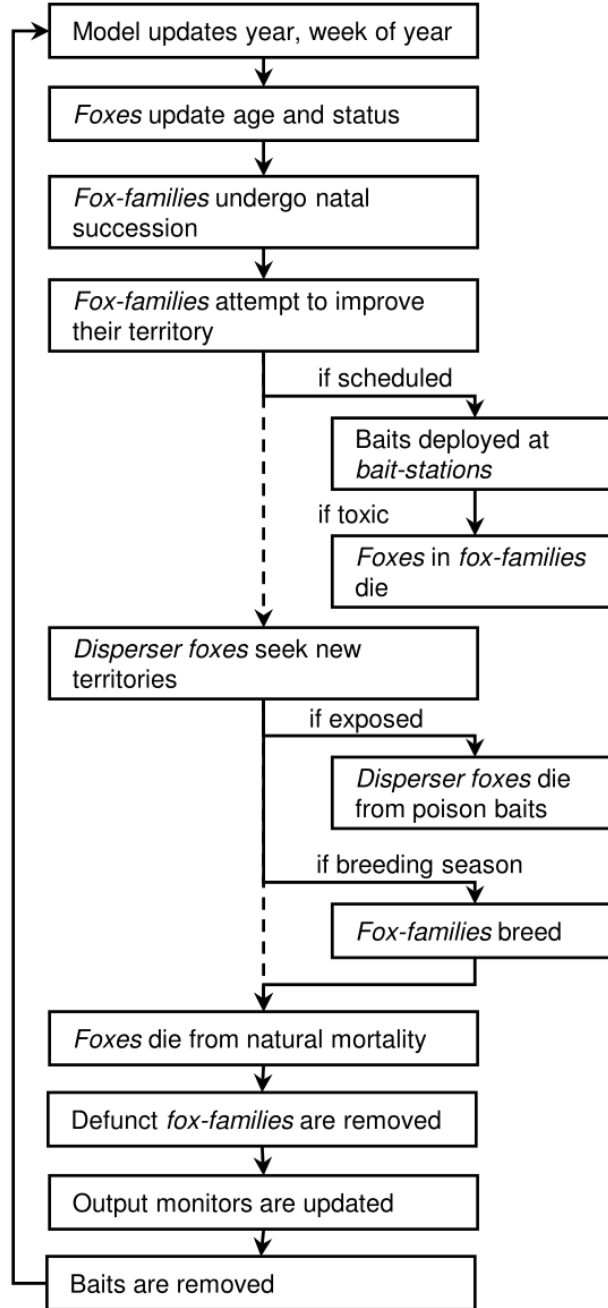 Model updates year, week of year
Foxes update age and status
Fox-families undergo natal
succession
Fox-families attempt to improve
their territory
if scheduled
Baits deployed at
bait-stations
if toxic
Foxes in fox-families
die
Disperser foxes seek new
territories
if exposed
Disperser foxes die
from poison baits
if breeding season
Fox-families breed
Foxes die from natural mortality
Defunct fox-families are removed
Output monitors are updated
Baits are removed